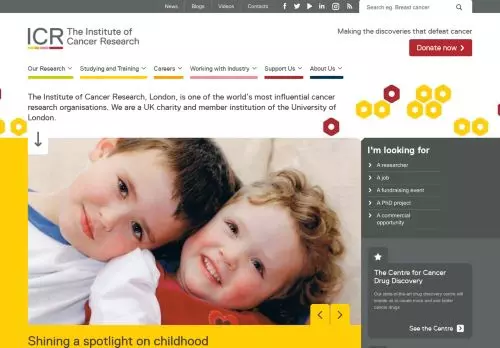 News Blogs Videos Contacts
Search eg. Breast cancer
ICR The Institute of
Cancer Research
Making the discoveries that defeat cancer
Donate now
Our Research Studying and Training Careers Working with Industry Support Us About Us
The Institute of Cancer Research, London, is one of the world's most influential cancer
research organisations. We are a UK charity and member institution of the University of
London.
I'm looking for
A researcher
A job
A fundraising event
A PhD project
A commercial
opportunity
The Centre for Cancer
Drug Discovery
Our state-of-the-art drug discovery centre will
enable us to create more and and better
cancer drugs
See the Centre
Shining a spotlight on childhood